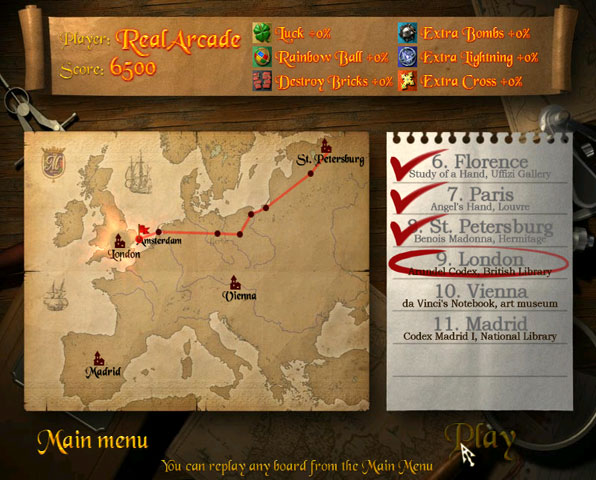 Player: RealArcade
Score: 6500
Luck +0%
Rainbow Ball +0%
Destroy Bricks +0%
Extra Bombs +0%
Extra Lightning +0%
Extra Cross +0%
M
St. Petersburg
Amsterdam
London
Vienna
Madrid
6. Florence
Study of a Hand, Uffizi Gallery
7. Paris
Angel's Hand, Louvre
8. St. Petersburg
Benois Madonna, Hermitage
9. London
Arundel Codex, British Library
10. Vienna
da Vinci's Notebook, art museum
11. Madrid
Codex Madrid I, National Library
Main menu
Play
You can replay any board from the Main Menu